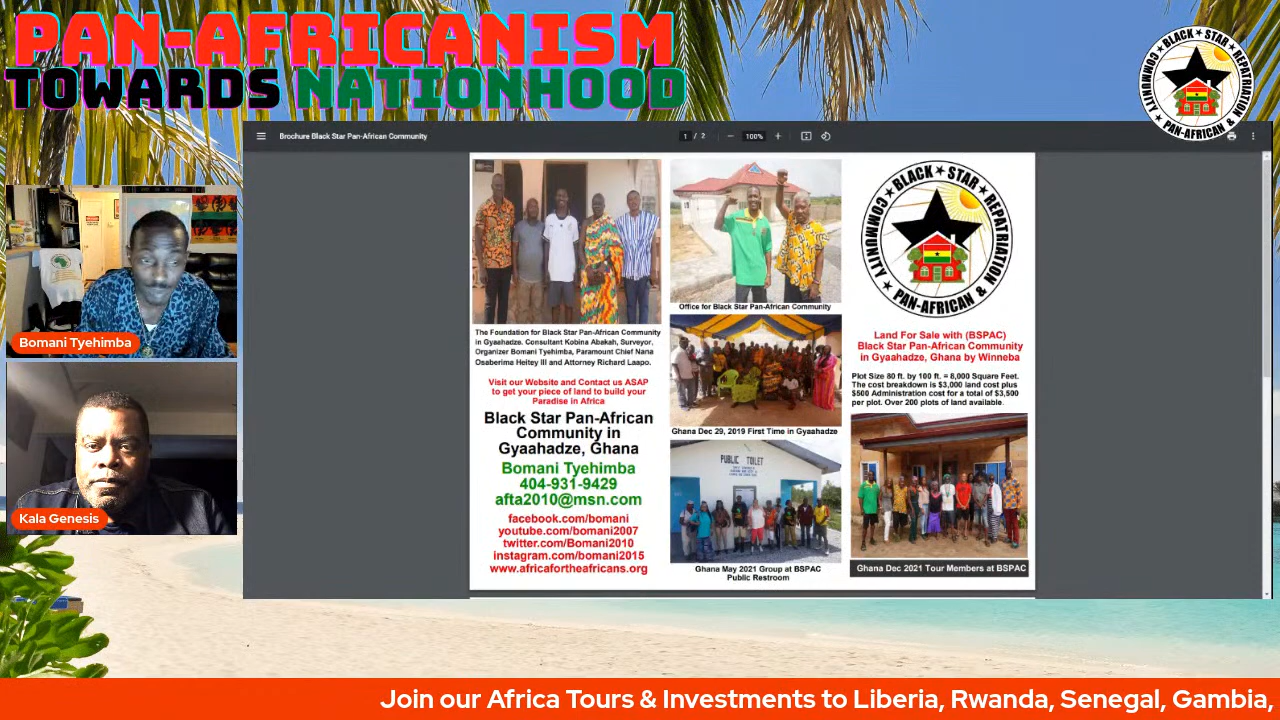 PAN-AFRICANISM
TOWARDS NATIONHOOD
BLACK STAR REPATRIATION & PAN-AFRICAN COMMUNITY
Brochure Black Star Pan-African Community
1 / 2
100%
Bomani Tyehimba
Kala Genesis
The Foundation for Black Star Pan-African Community
in Gyaahadze. Consultant Kobina Abakah, Surveyor,
Organizer Bomani Tyehimba, Paramount Chief Nana
Osaberima Heitey III and Attorney Richard Laapo.
Visit our Website and Contact us ASAP
to get your piece of land to build your
Paradise in Africa
Black Star Pan-African
Community in
Gyaahadze, Ghana
Bomani Tyehimba
404-931-9429
afta2010@msn.com
facebook.com/bomani
youtube.com/bomani2007
twitter.com/Bomani2010
instagram.com/bomani2015
www.africafortheafricans.org
Office for Black Star Pan-African Community
Ghana Dec 29, 2019 First Time in Gyaahadze
PUBLIC TOILET
Ghana May 2021 Group at BSPAC
Public Restroom
BLACK STAR REPATRIATION & PAN-AFRICAN COMMUNITY
Land For Sale with (BSPAC)
Black Star Pan-African Community
in Gyaahadze, Ghana by Winneba
Plot Size 80 ft. by 100 ft. = 8,000 Square Feet.
The cost breakdown is $3,000 land cost plus
$500 Administration cost for a total of $3,500
per plot. Over 200 plots of land available.
Ghana Dec 2021 Tour Members at BSPAC
Join our Africa Tours & Investments to Liberia, Rwanda, Senegal, Gambia,